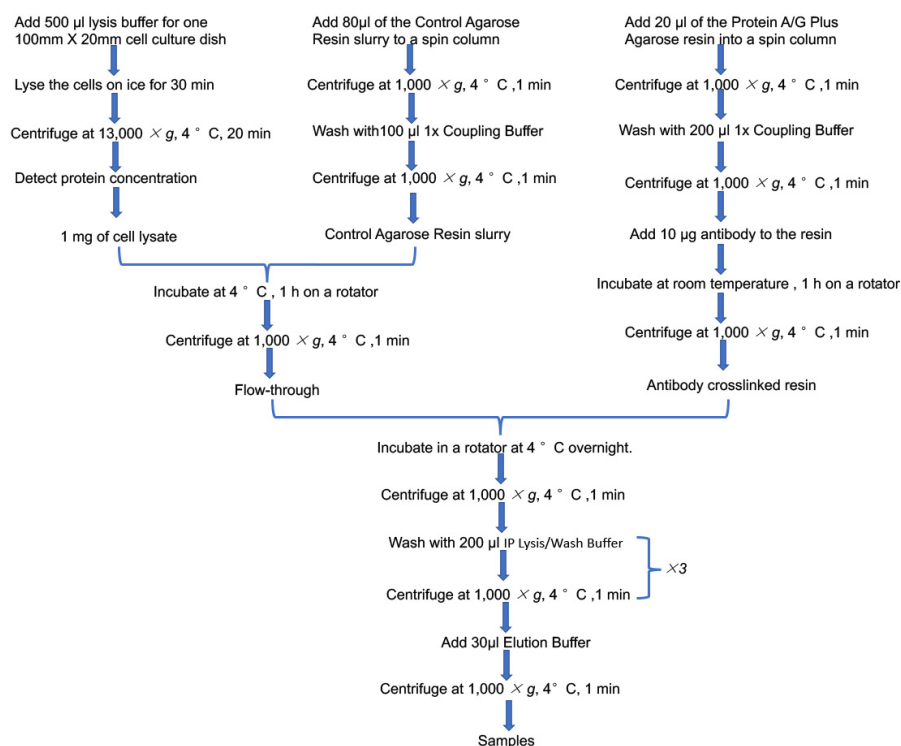 Add 500 µl lysis buffer for one
100mm X 20mm cell culture dish
Lyse the cells on ice for 30 min
Centrifuge at 13,000 × g, 4 ° C, 20 min
Detect protein concentration
1 mg of cell lysate
Add 80µl of the Control Agarose
Resin slurry to a spin column
Centrifuge at 1,000 × g, 4 ° C ,1 min
Wash with100 µl 1x Coupling Buffer
Centrifuge at 1,000 × g, 4 ° C ,1 min
Control Agarose Resin slurry
Add 20 µl of the Protein A/G Plus
Agarose resin into a spin column
Centrifuge at 1,000 × g, 4 ° C ,1 min
Wash with 200 µl 1x Coupling Buffer
Centrifuge at 1,000 × g, 4 ° C ,1 min
Add 10 µg antibody to the resin
Incubate at room temperature , 1 h on a rotator
Centrifuge at 1,000 × g, 4 ° C ,1 min
Antibody crosslinked resin
Incubate at 4 ° C , 1 h on a rotator
Centrifuge at 1,000 × g, 4 ° C ,1 min
Flow-through
Incubate in a rotator at 4 ° C overnight.
Centrifuge at 1,000 × g, 4 ° C ,1 min
Wash with 200 µl IP Lysis/Wash Buffer
Centrifuge at 1,000 × g, 4 ° C ,1 min
×3
Add 30µl Elution Buffer
Centrifuge at 1,000 × g, 4° C, 1 min
Samples